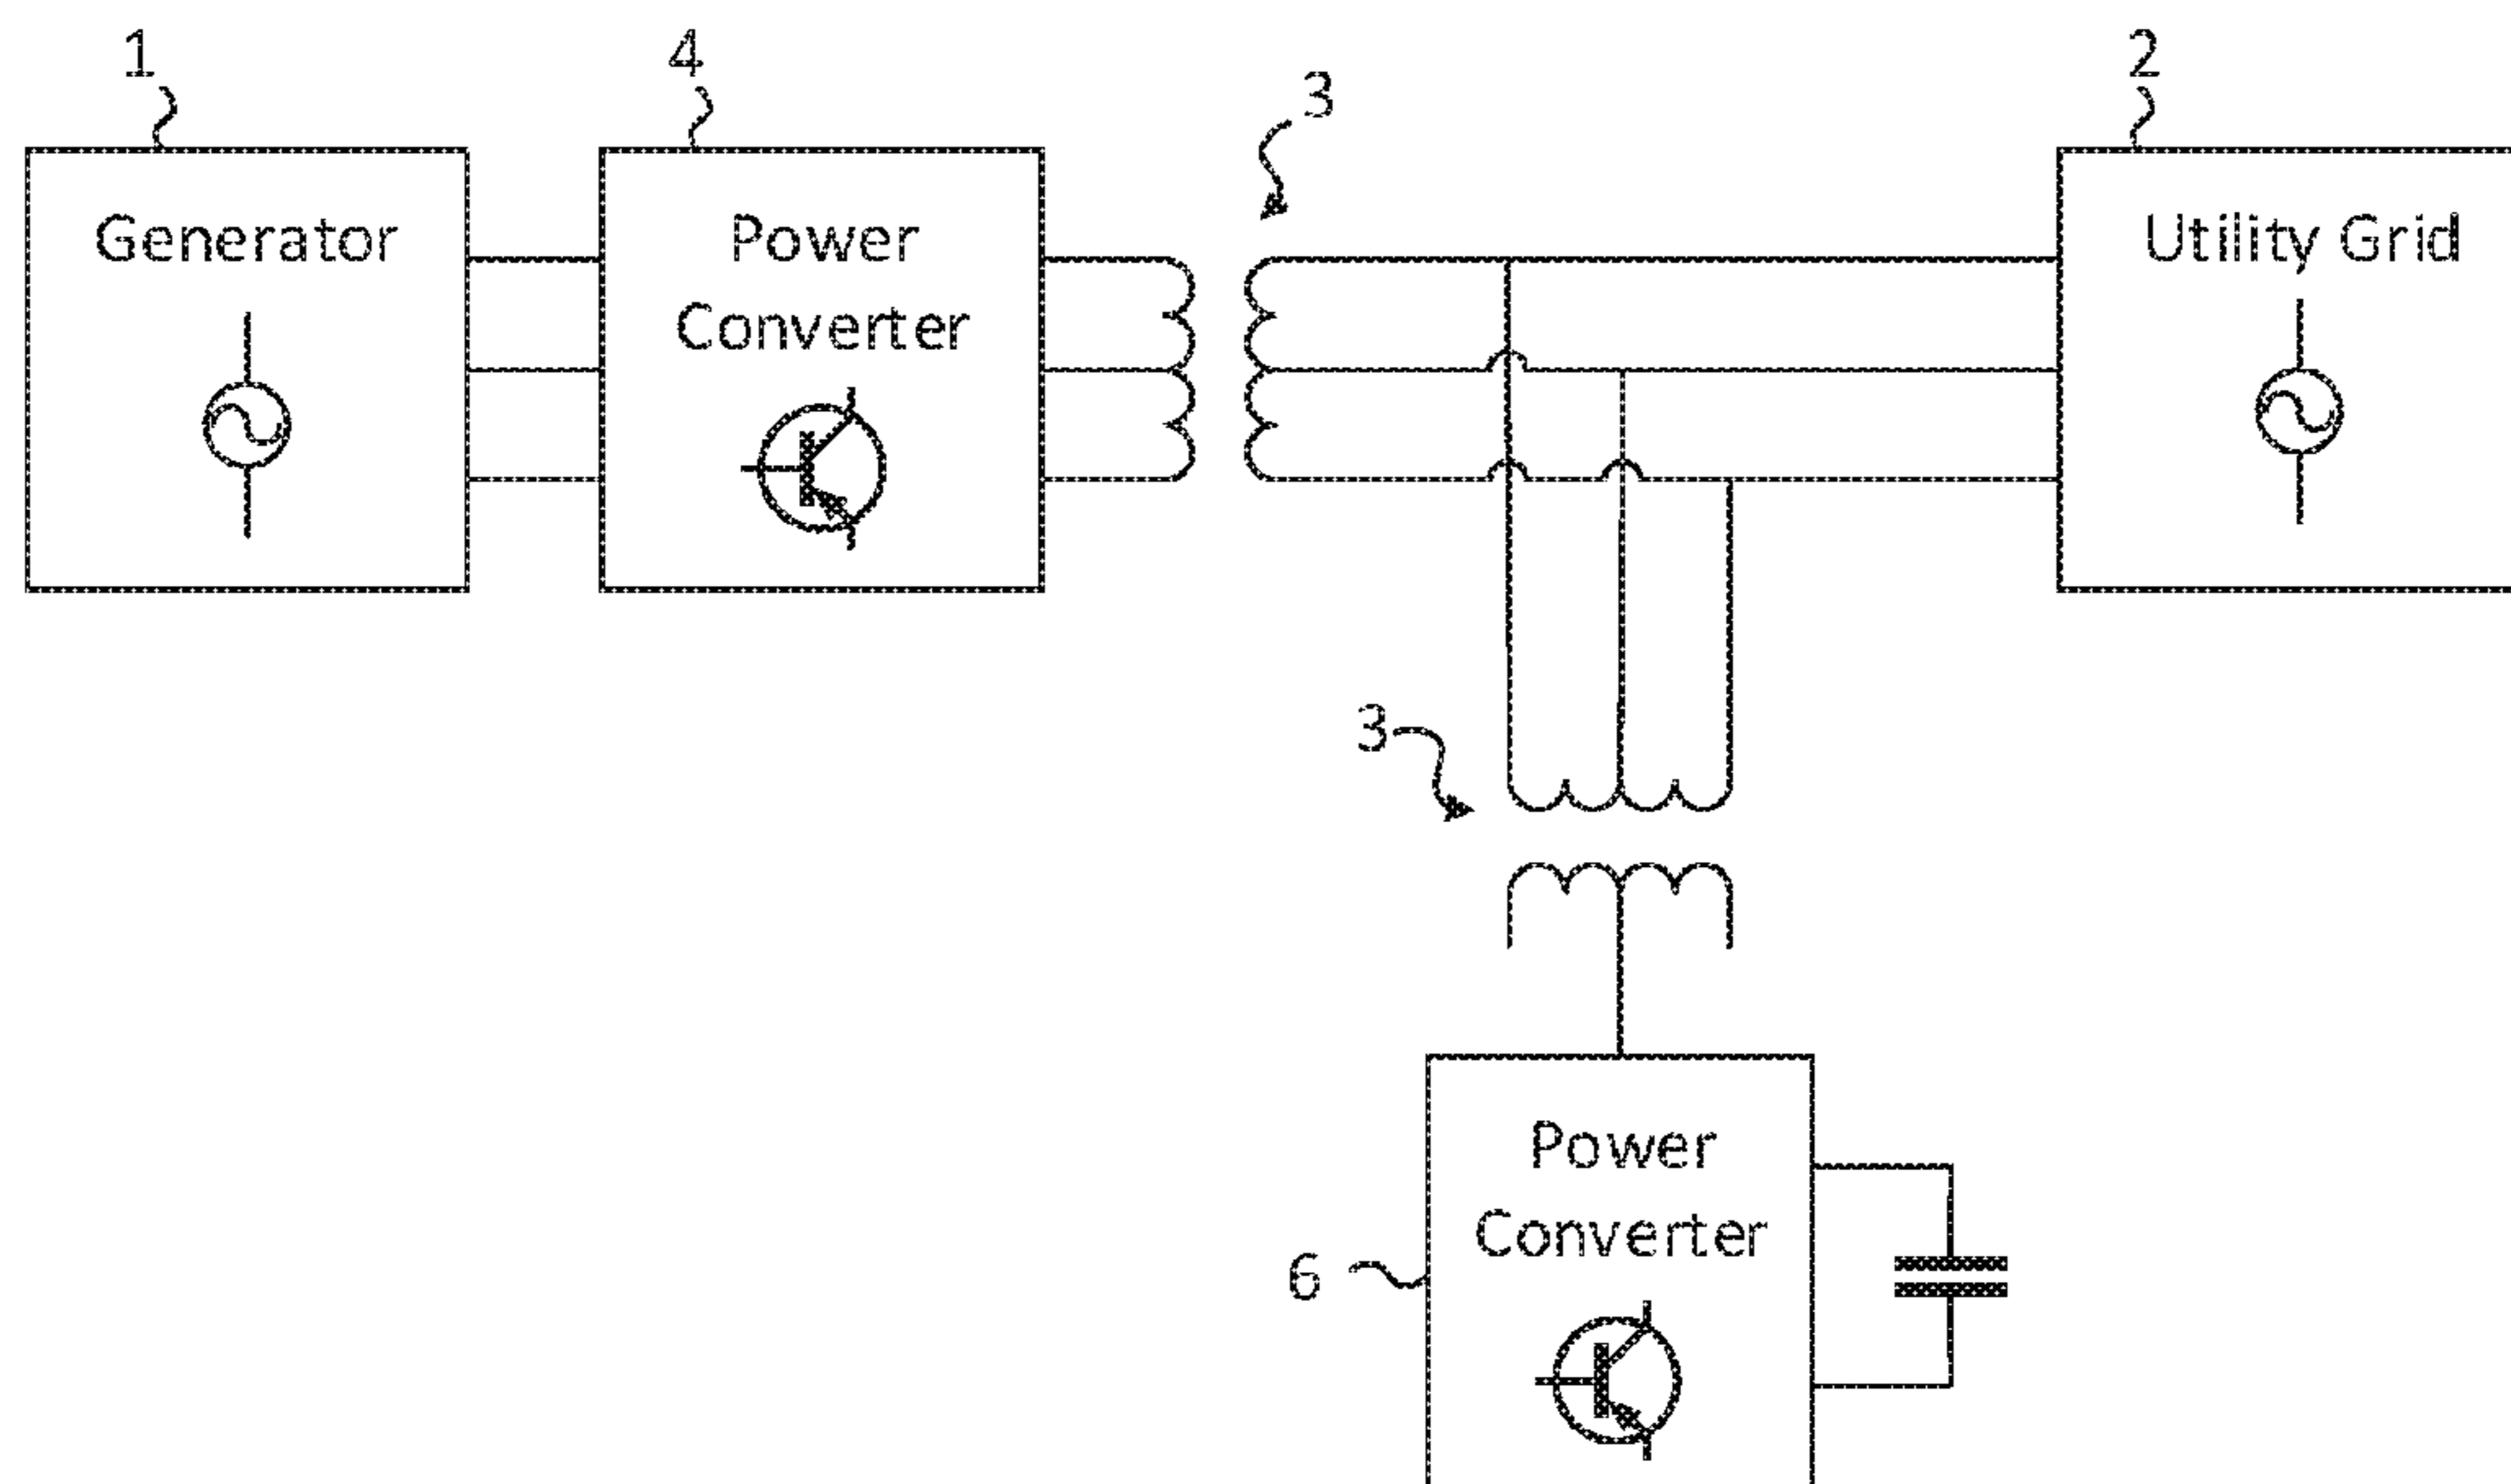 1
4
3
2
Generator
Power
Converter
Utility Grid
3
Power
Converter
6